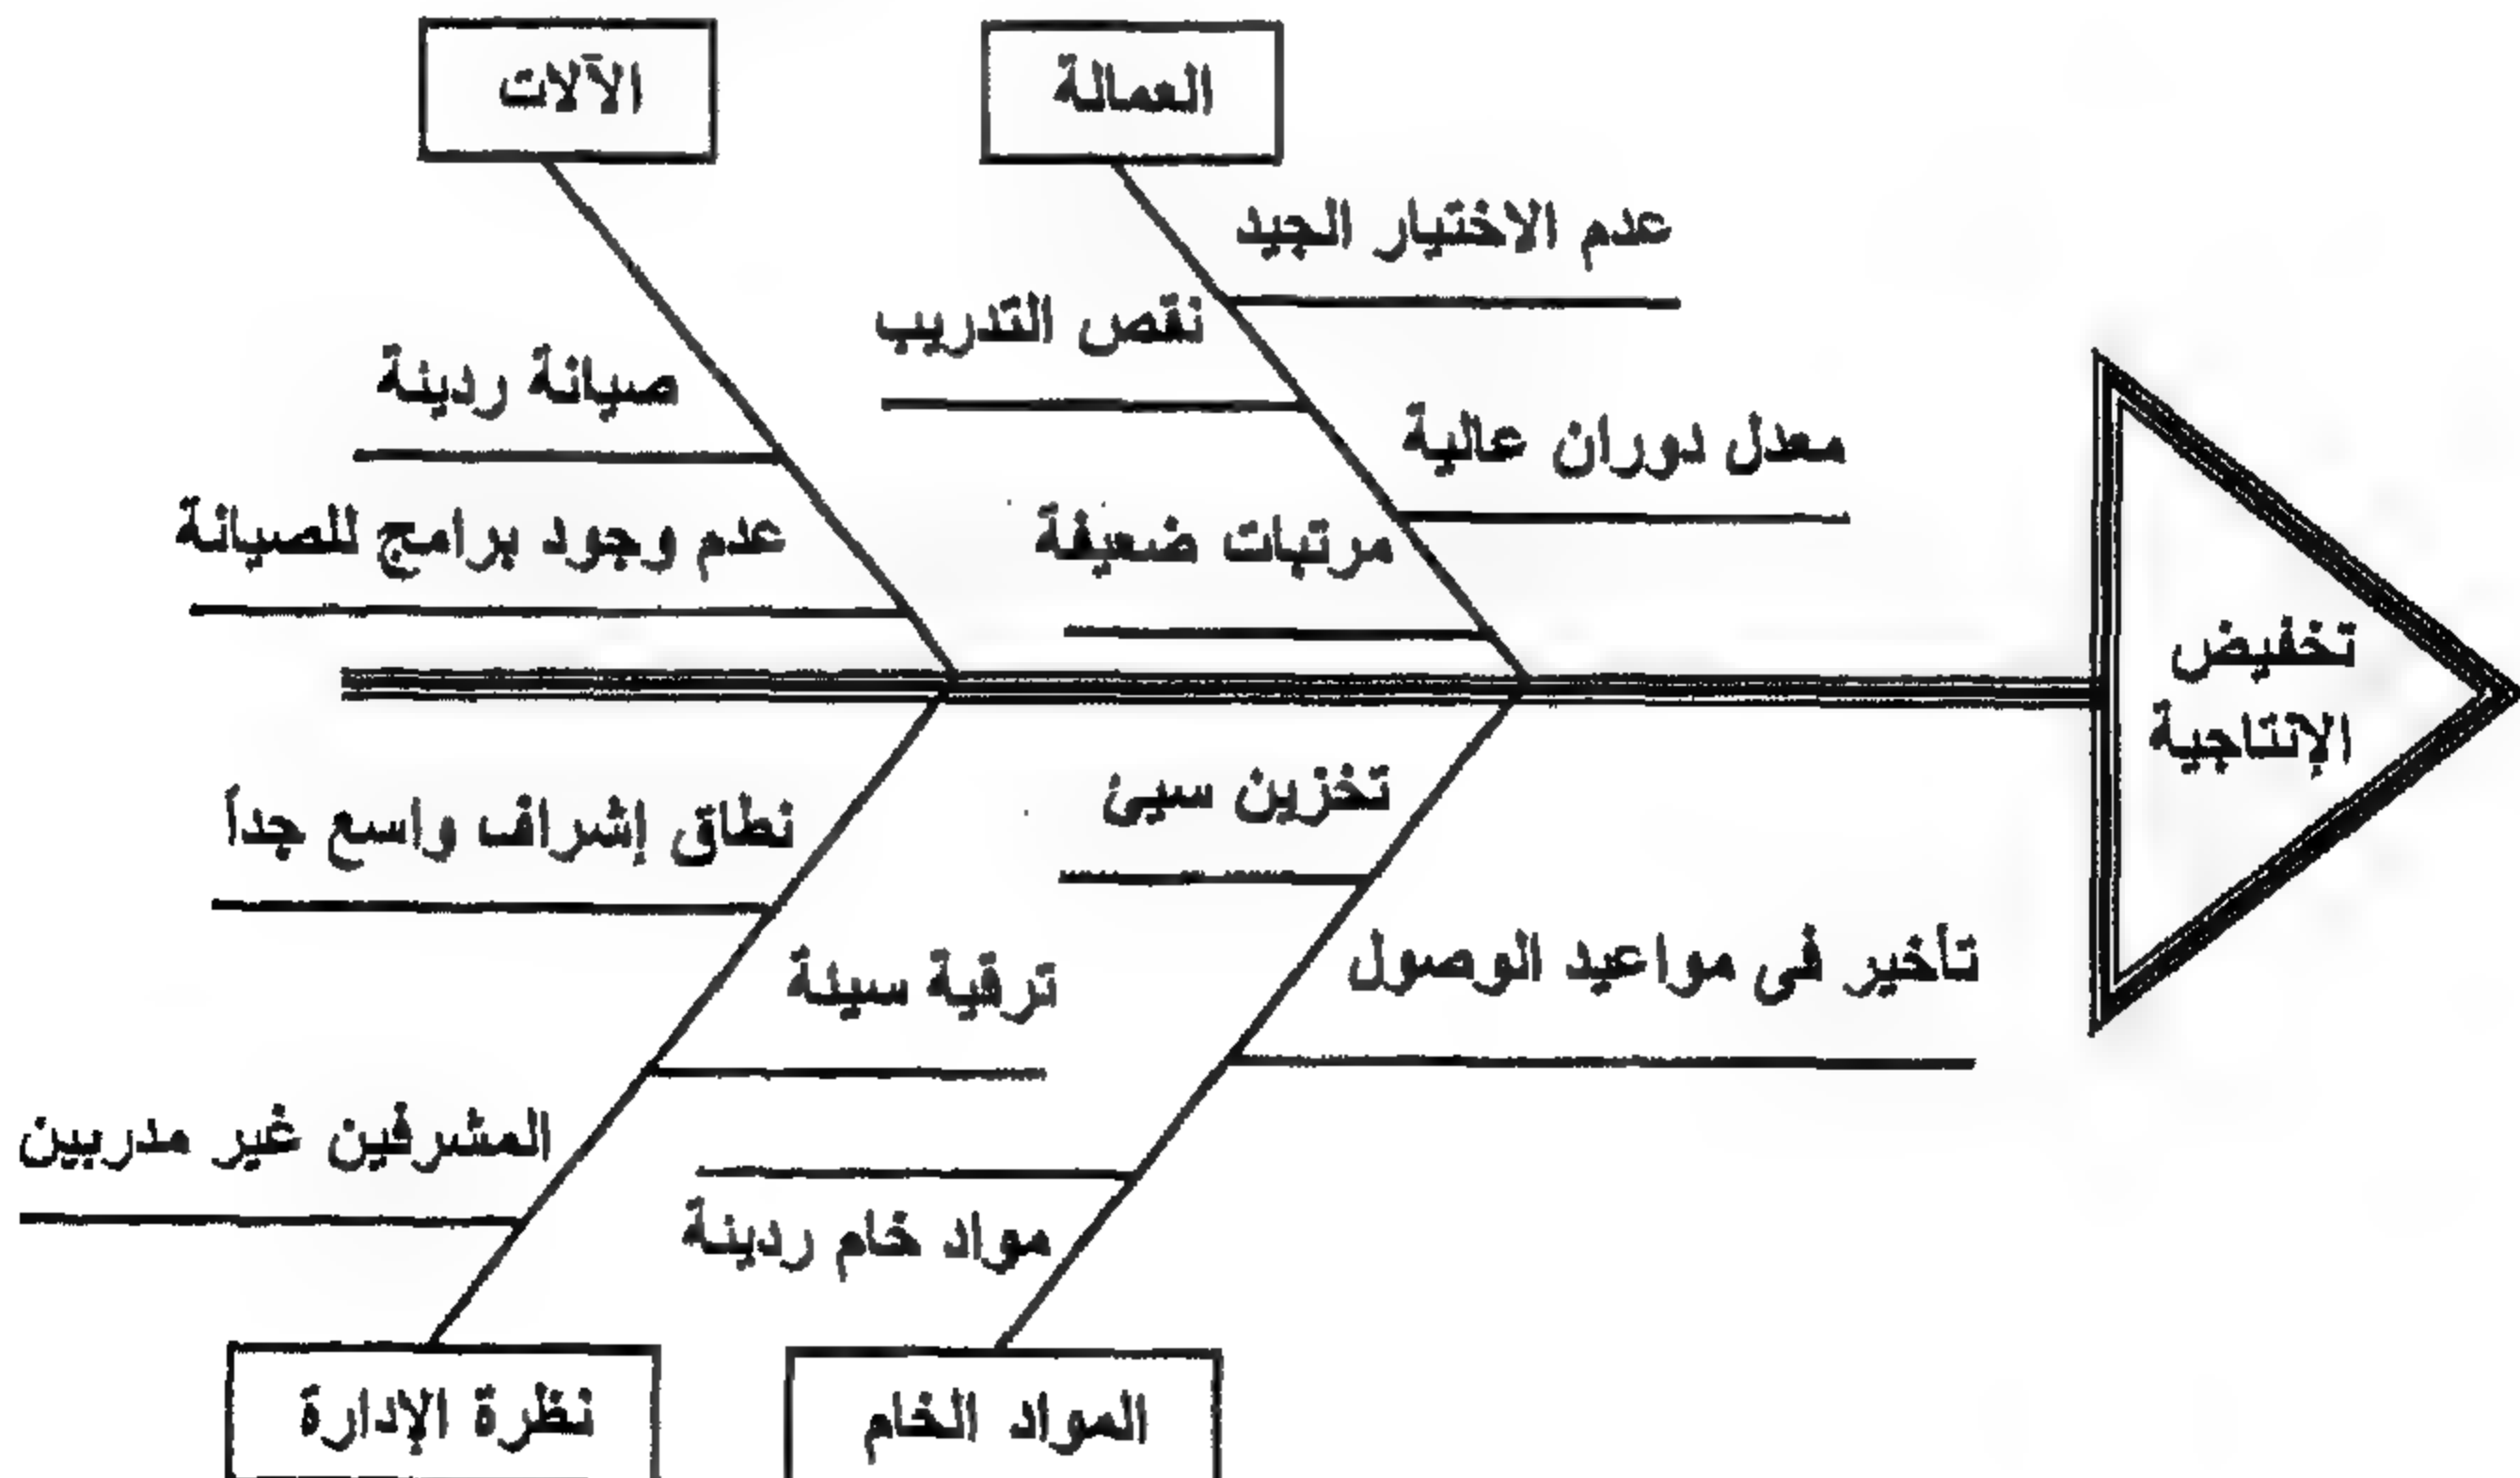 العمالة
الآلات
عدم الاختيار الجيد
نقص التدريب
صيانة رديئة
معدل دوران عالية
مرتبات ضعيفة
عدم وجود برامج للصيانة
تخفيض
الإنتاجية
تخزين سيئ
نطاق إشراف واسع جداً
تأخير فى مواعيد الوصول
ترقية سيئة
المشرفين غير مدربين
مواد خام رديئة
المواد الخام
نظرة الإدارة